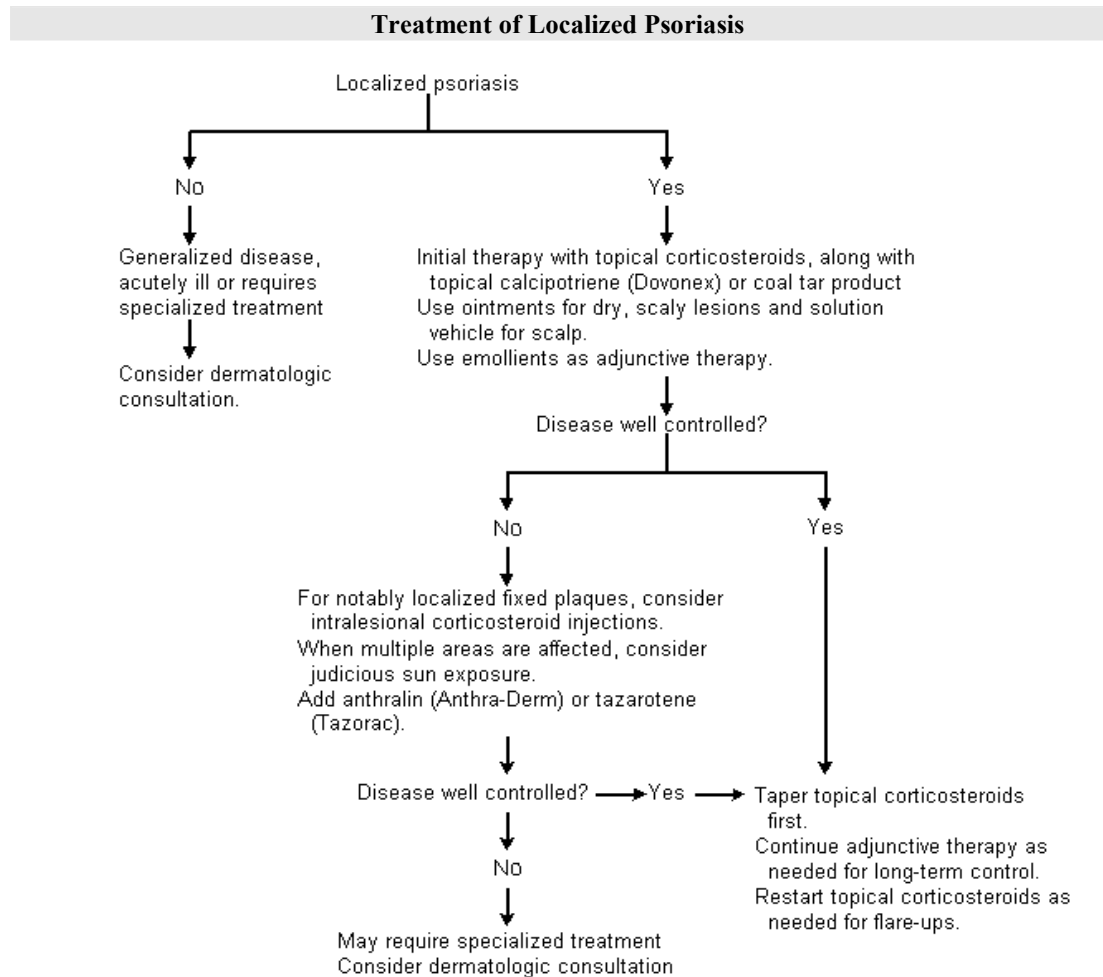 Treatment of Localized Psoriasis
Localized psoriasis
No
Yes
Generalized disease,
acutely ill or requires
specialized treatment
Consider dermatologic
consultation.
Initial therapy with topical corticosteroids, along with
topical calcipotriene (Dovonex) or coal tar product
Use ointments for dry, scaly lesions and solution
vehicle for scalp.
Use emollients as adjunctive therapy.
Disease well controlled?
No
Yes
For notably localized fixed plaques, consider
intralesional corticosteroid injections.
When multiple areas are affected, consider
judicious sun exposure.
Add anthralin (Anthra-Derm) or tazarotene
(Tazorac).
Disease well controlled?
Yes
Taper topical corticosteroids
first.
Continue adjunctive therapy as
needed for long-term control.
Restart topical corticosteroids as
needed for flare-ups.
No
May require specialized treatment
Consider dermatologic consultation